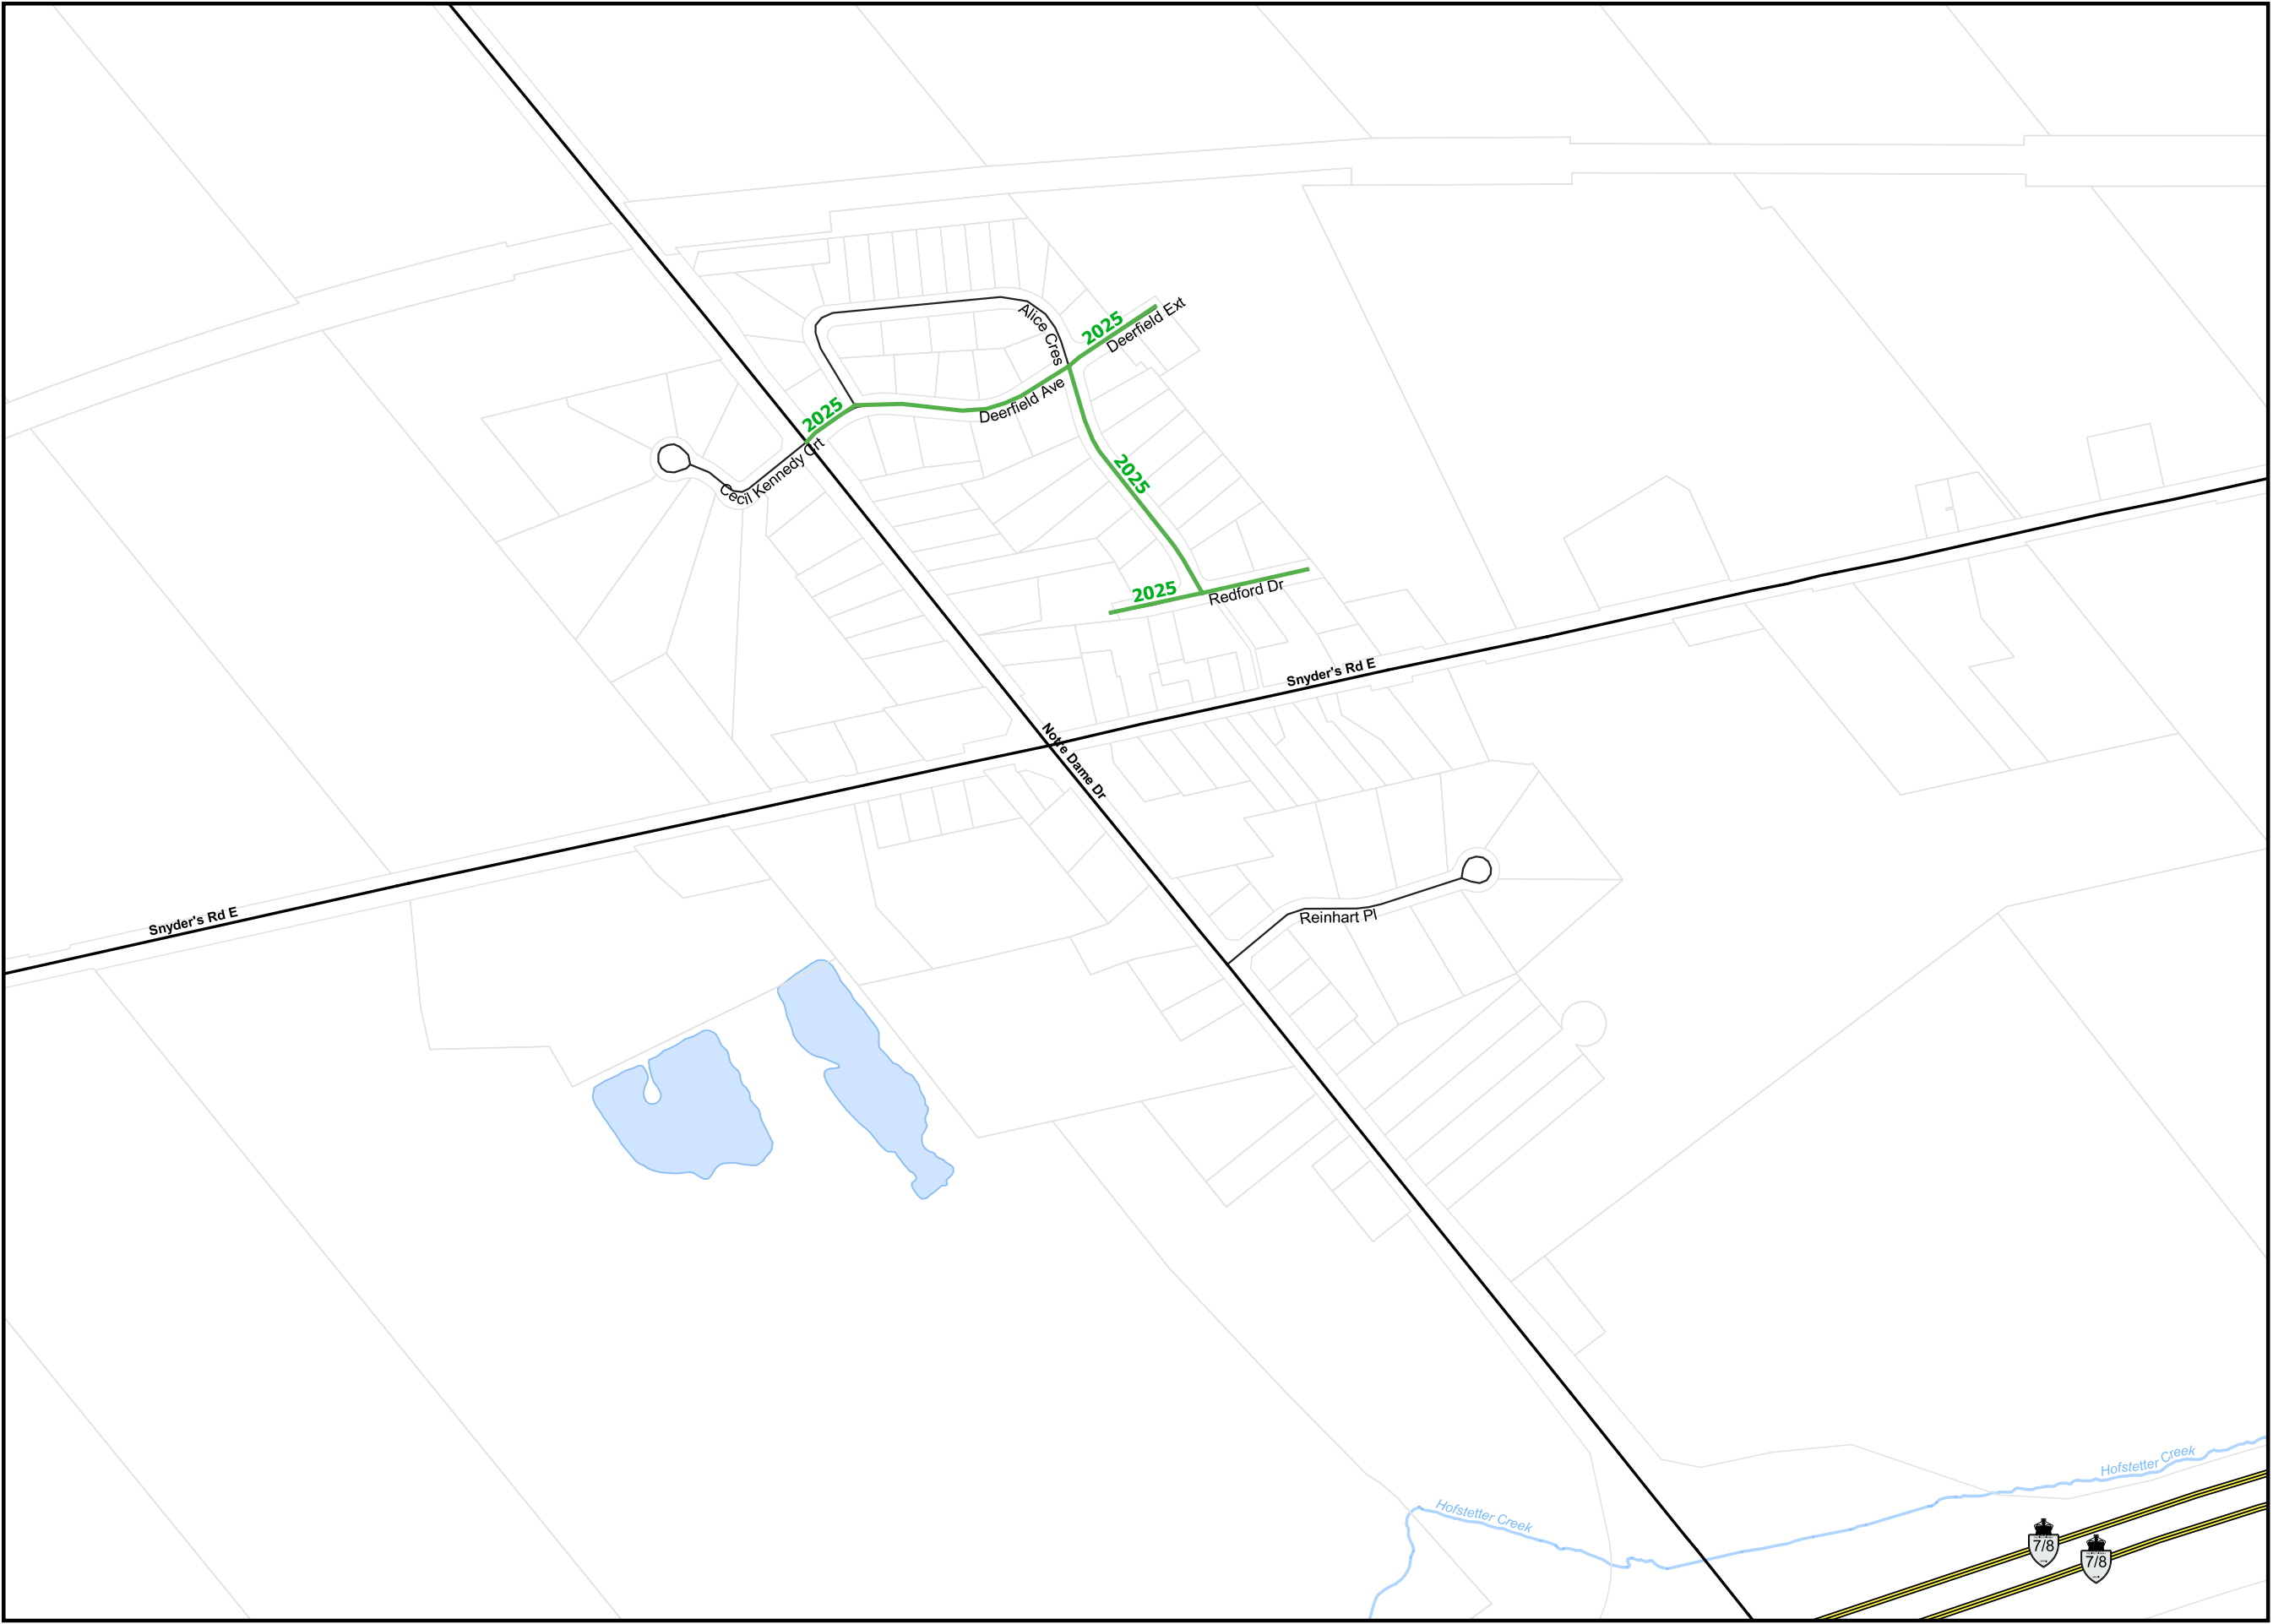 Alice Cres
2025
Deerfield Ext
2025
Deerfield Ave
Cecil Kennedy Crt
2025
2025
Redford Dr
Snyder's Rd E
Notre Dame Dr
Snyder's Rd E
Reinhart Pl
Hofstetter Creek
Hofstetter Creek
7/8
7/8